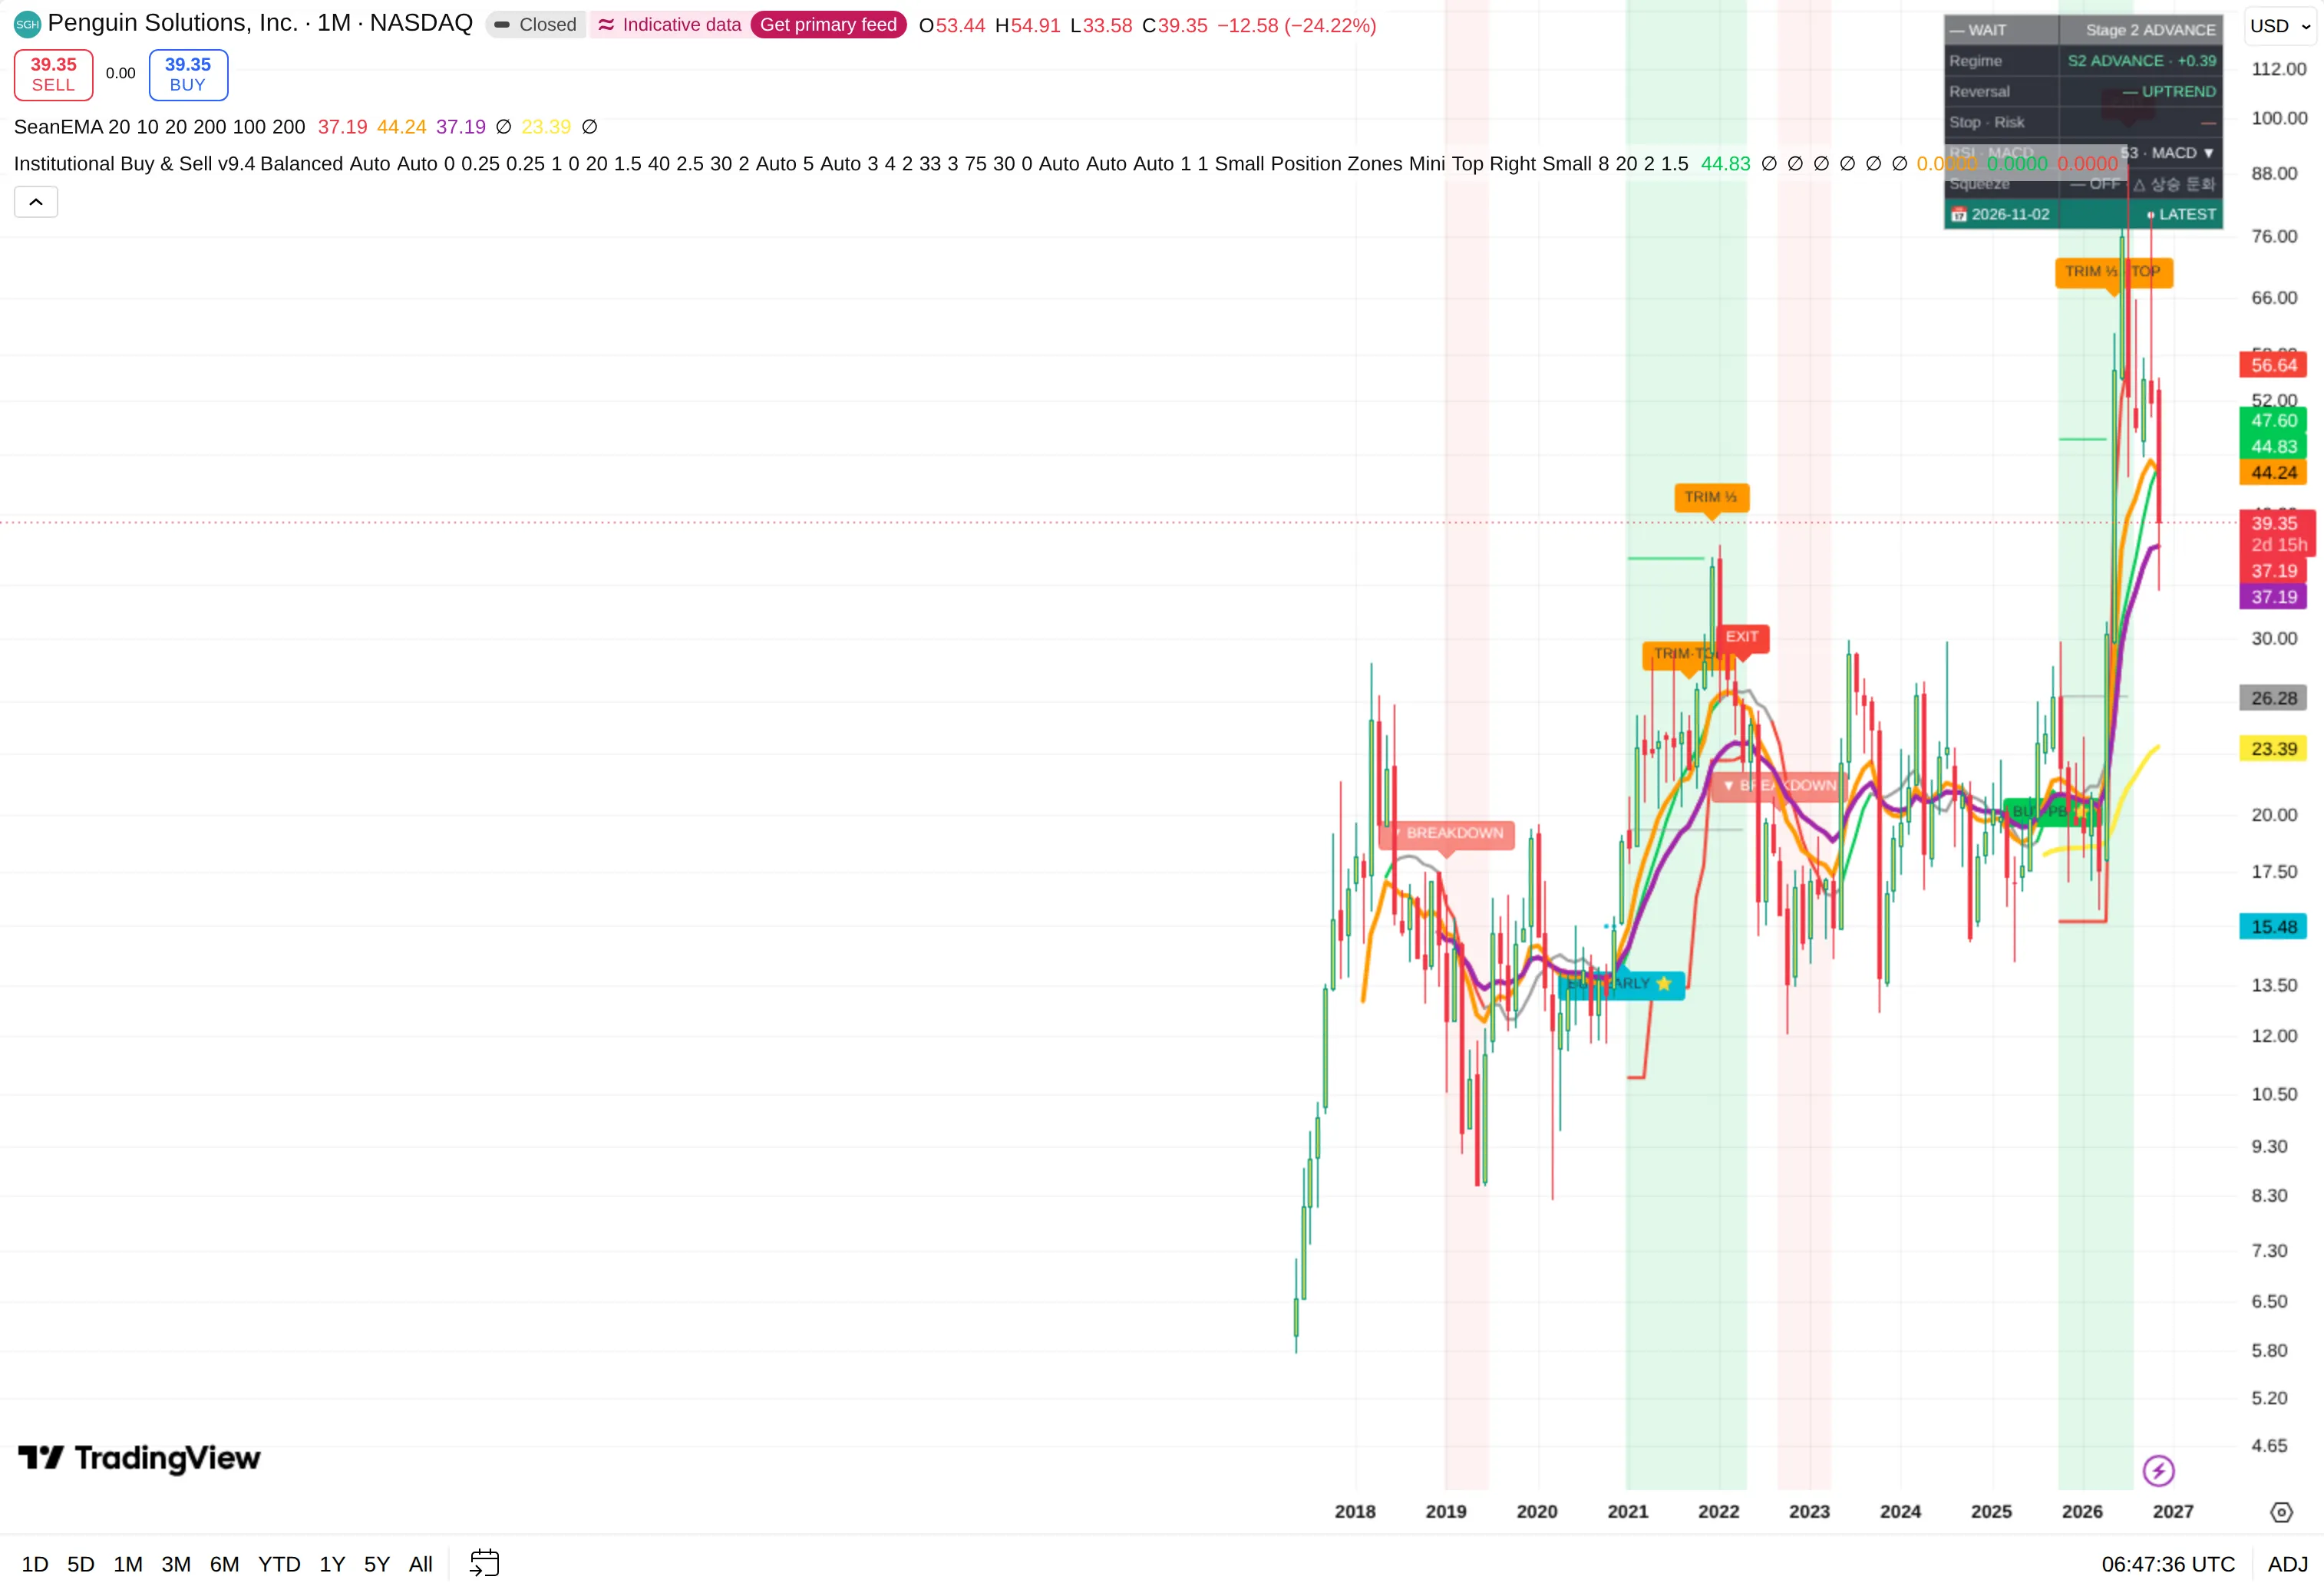 Penguin Solutions, Inc. · 1M · NASDAQ Closed Indicative data Get primary feed O53.44 H54.91 L33.58 C39.35 −12.58 (−24.22%)
39.35 SELL 0.00 39.35 BUY
SeanEMA 20 10 20 200 100 200 37.19 44.24 37.19 ∅ 23.39 ∅
Institutional Buy & Sell v9.4 Balanced Auto Auto 0 0.25 0.25 1 0 20 1.5 40 2.5 30 2 Auto 5 Auto 3 4 2 33 3 75 30 0 Auto Auto Auto 1 1 Small Position Zones Mini Top Right Small 8 20 2 1.5 44.83 ∅ ∅ ∅ ∅ ∅ ∅ 0.0000 0.0000 0.0000
— WAIT Stage 2 ADVANCE
Regime S2 ADVANCE · +0.39
Reversal — UPTREND
Stop · Risk —
RSI · MACD 53 · MACD ▼
Squeeze — OFF · △ 상승 둔화
2026-11-02 LATEST
USD
112.00
100.00
88.00
76.00
66.00
56.64
52.00
47.60
44.83
44.24
39.35
2d 15h
37.19
37.19
30.00
26.28
23.39
20.00
17.50
15.48
13.50
12.00
10.50
9.30
8.30
7.30
6.50
5.80
5.20
4.65
TRIM ⅓
TOP
TRIM ⅓
EXIT
▼ BREAKDOWN
BREAKDOWN
TradingView
2018 2019 2020 2021 2022 2023 2024 2025 2026 2027
1D 5D 1M 3M 6M YTD 1Y 5Y All 06:47:36 UTC ADJ